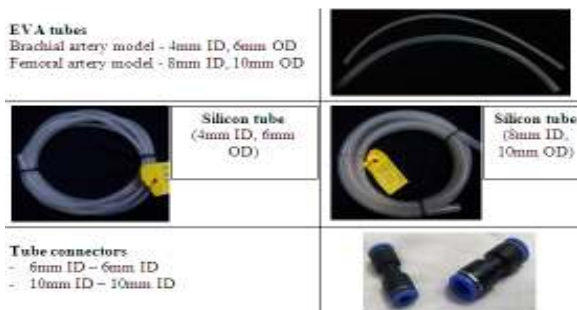 EVA tubes
Brachial artery model - 4mm ID, 6mm OD
Femoral artery model - 8mm ID, 10mm OD
Silicon tube
(4mm ID, 6mm
OD)
Silicon tube
(8mm ID,
10mm OD)
Tube connectors
- 6mm ID – 6mm ID
- 10mm ID – 10mm ID